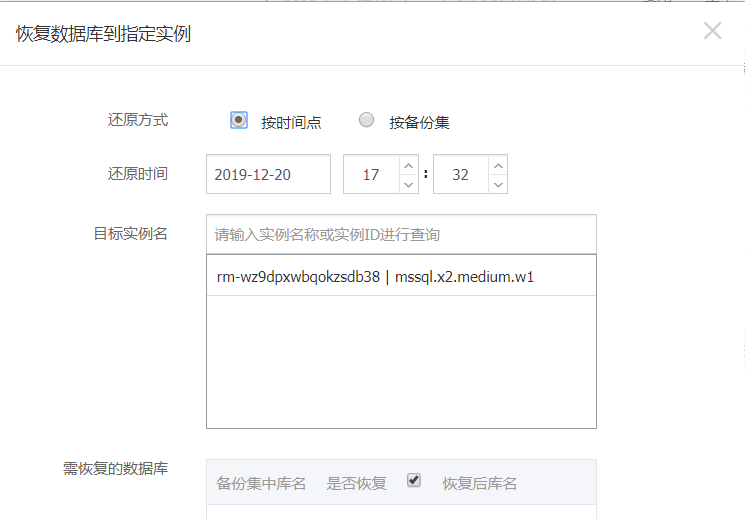 恢复数据库到指定实例
还原方式 按时间点 按备份集
还原时间 2019-12-20 17 : 32
目标实例名 请输入实例名称或实例ID进行查询
rm-wz9dpxwbqokzsdb38 | mssql.x2.medium.w1
需恢复的数据库 备份集中库名 是否恢复 恢复后库名